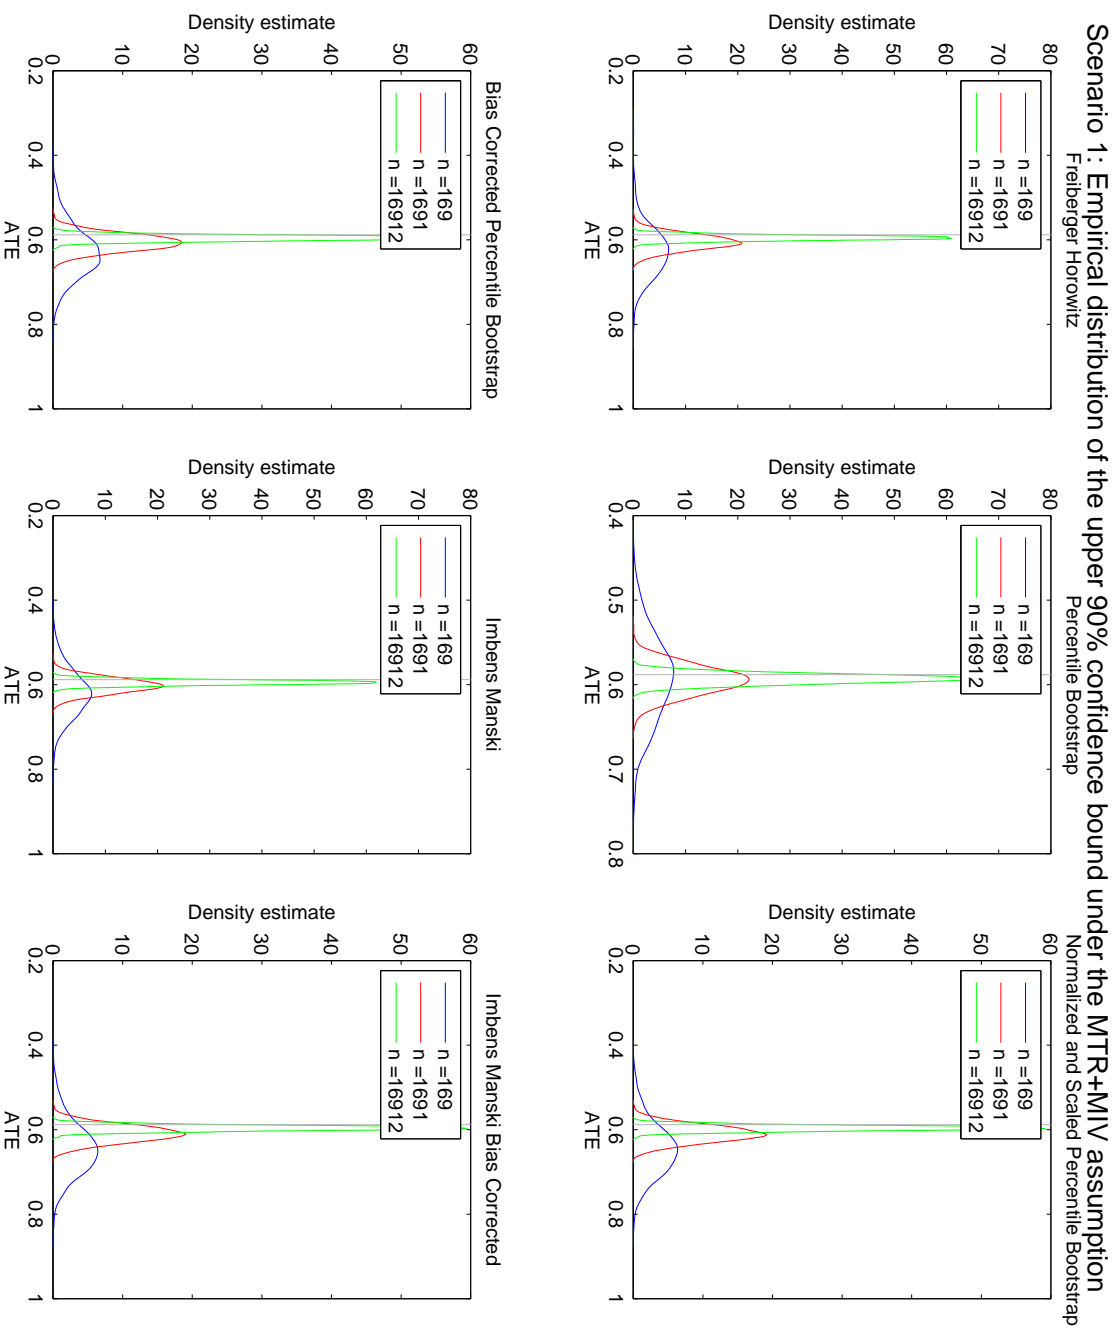 Scenario 1: Empirical distribution of the upper 90% confidence bound under the MTR+MIV assumption
Freiberger Horowitz
80
70
60
50
40
30
20
10
0
Density estimate
n =169
n =1691
n =16912
0.2
0.4
0.6
0.8
1
ATE
Percentile Bootstrap
80
70
60
50
40
30
20
10
0
Density estimate
n =169
n =1691
n =16912
0.4
0.5
0.6
0.7
0.8
ATE
Normalized and Scaled Percentile Bootstrap
60
50
40
30
20
10
0
Density estimate
n =169
n =1691
n =16912
0.2
0.4
0.6
0.8
1
ATE
Bias Corrected Percentile Bootstrap
60
50
40
30
20
10
0
Density estimate
n =169
n =1691
n =16912
0.2
0.4
0.6
0.8
1
ATE
Imbens Manski
80
70
60
50
40
30
20
10
0
Density estimate
n =169
n =1691
n =16912
0.2
0.4
0.6
0.8
1
ATE
Imbens Manski Bias Corrected
60
50
40
30
20
10
0
Density estimate
n =169
n =1691
n =16912
0.2
0.4
0.6
0.8
1
ATE